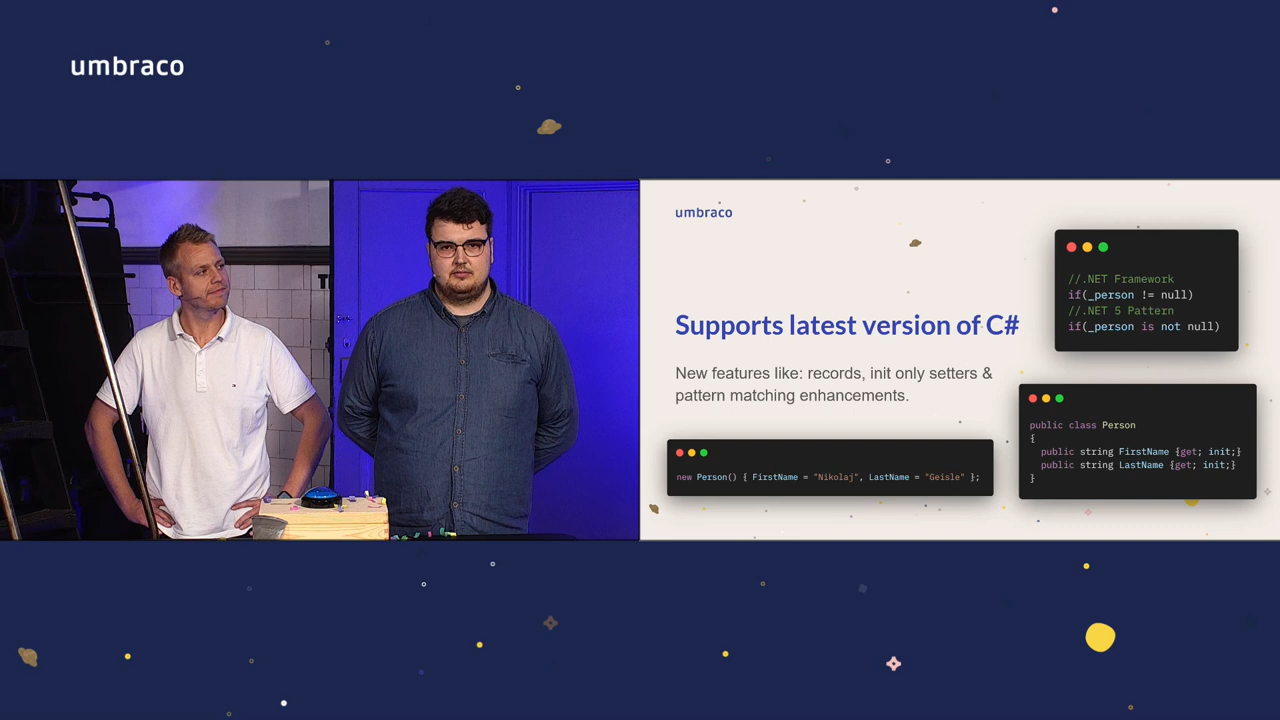 umbraco
umbraco
//.NET Framework
if(_person != null)
//.NET 5 Pattern
if(_person is not null)
Supports latest version of C#
New features like: records, init only setters &
pattern matching enhancements.
public class Person
{
public string FirstName {get; init;}
public string LastName {get; init;}
}
new Person() { FirstName = "Nikolaj", LastName = "Geisle" };